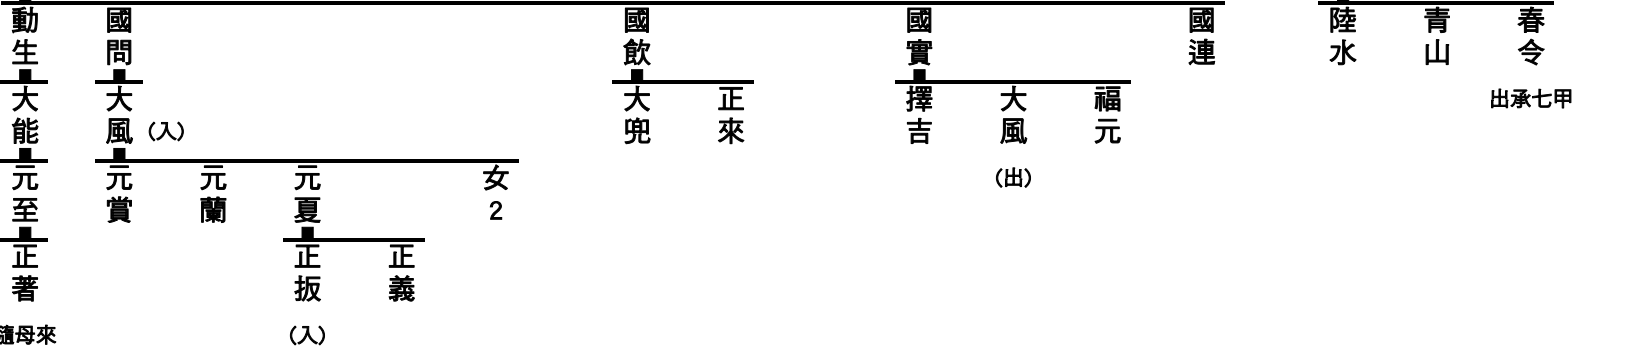 動生 國問 國飲 國實 國連 陸水 青山 春令
出承七甲
大能 大風 (入) 大兜 正來 擇吉 大風 福元
(出)
元至 元賞 元蘭 元夏 女2
正著 正扳 正義
隨母來 (入)